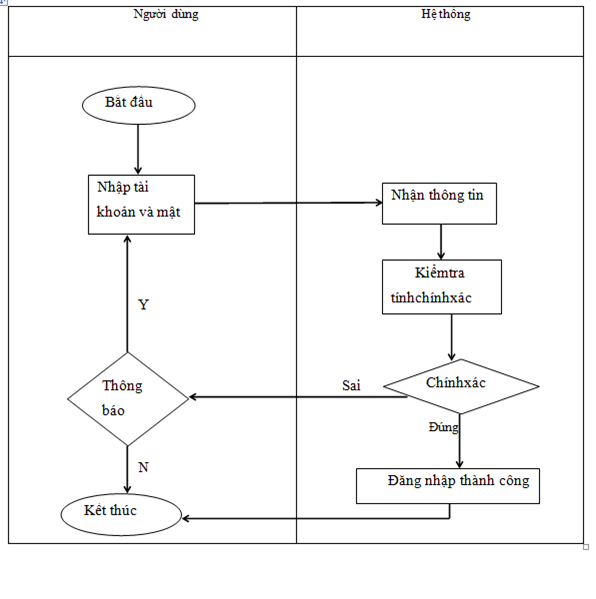 Người dùng
Hệ thông
Bắt đầu
Nhập tài
khoản và mật
Nhận thông tin
Kiểmtra
tínhchínhxác
Y
Thông
báo
Sai
Chínhxác
Đúng
N
Đăng nhập thành công
Kết thúc